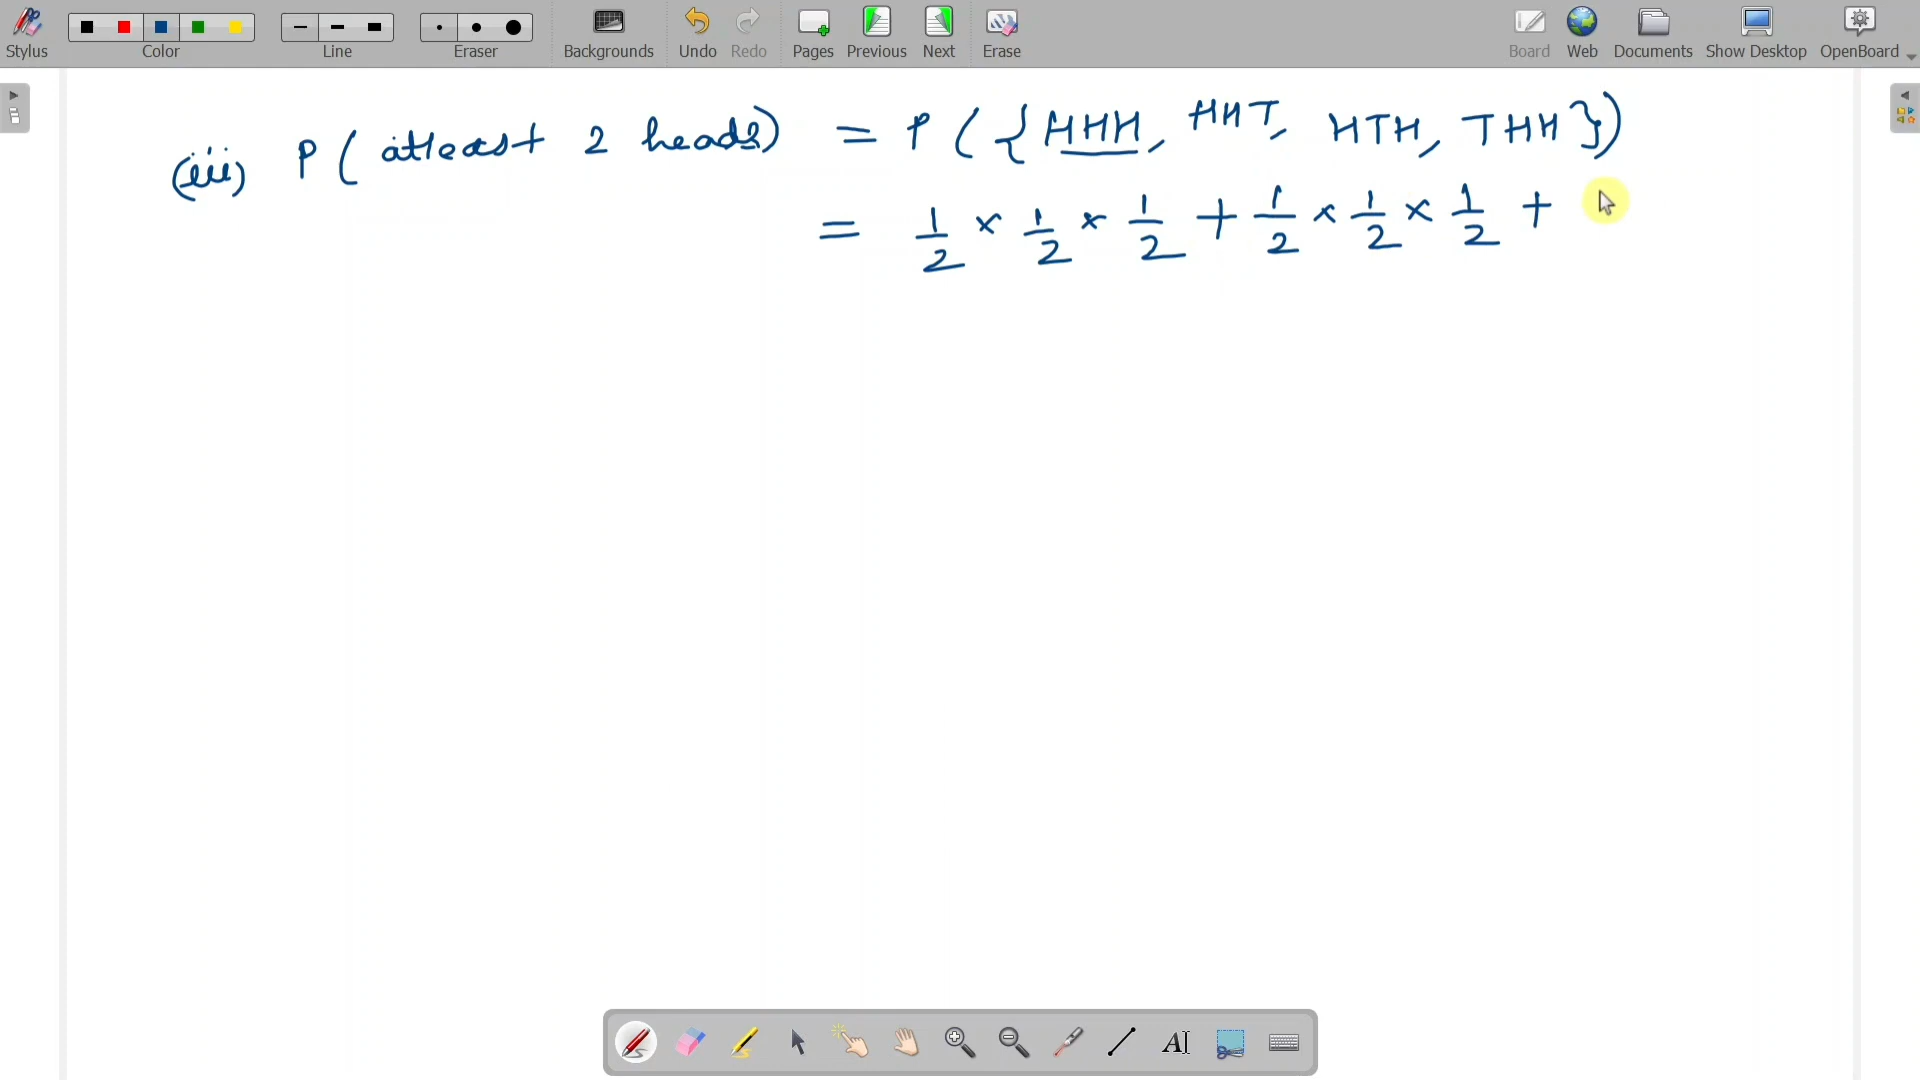 Stylus Color Line Eraser Backgrounds Undo Redo Pages Previous Next Erase Board Web Documents Show Desktop OpenBoard
(iii) P ( atleast 2 heads) = P ( { HHH, HHT, HTH, THH } )
= 1/2 × 1/2 × 1/2 + 1/2 × 1/2 × 1/2 +
AI